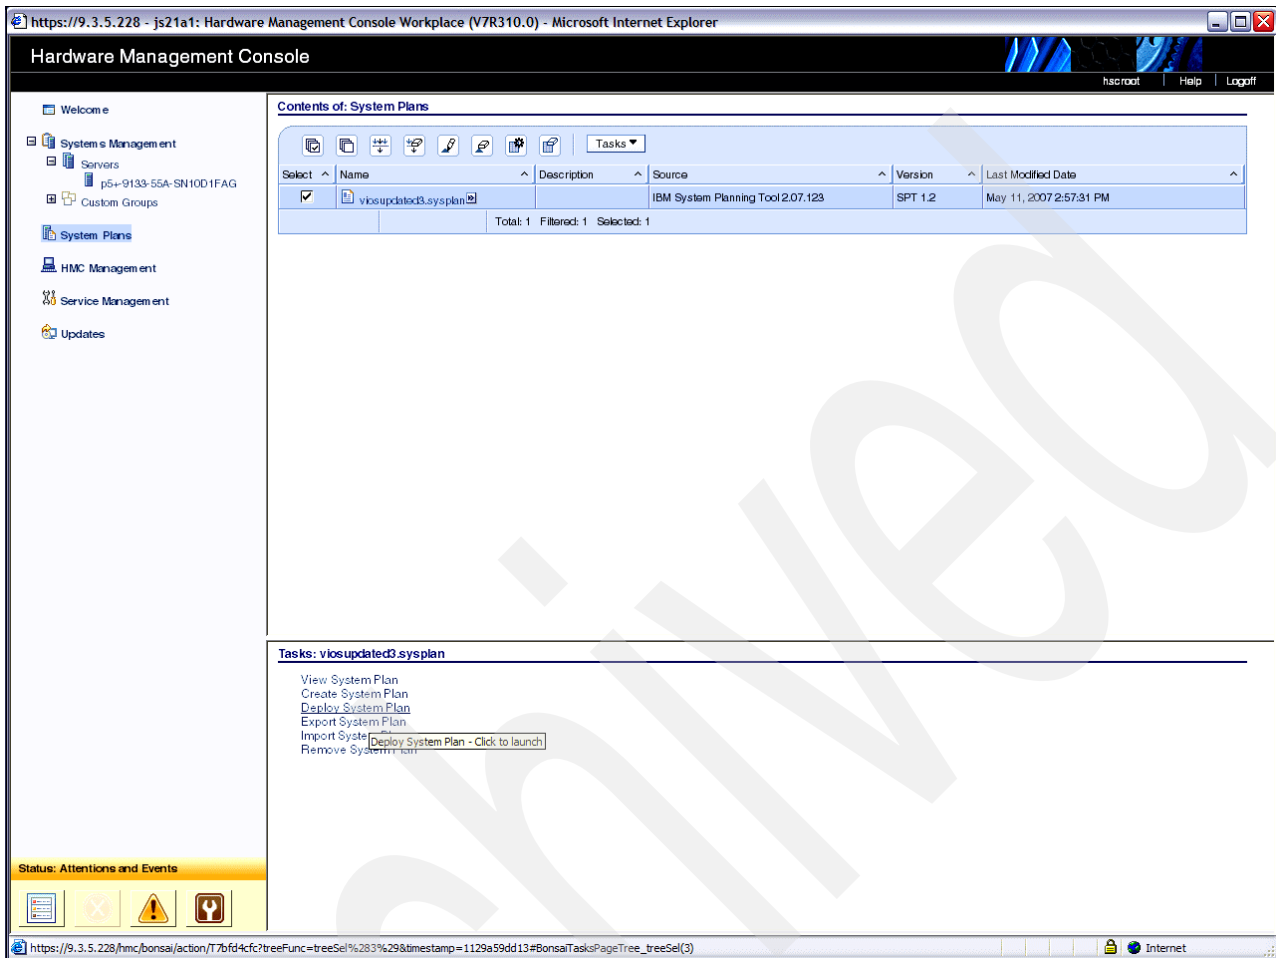 https://9.3.5.228 - js21a1: Hardware Management Console Workplace (V7R310.0) - Microsoft Internet Explorer
Hardware Management Console
hscroot | Help | Logoff
Welcome
Systems Management
Servers
p5+-9133-55A-SN10D1FAG
Custom Groups
System Plans
HMC Management
Service Management
Updates
Contents of: System Plans
Tasks
Select Name Description Source Version Last Modified Date
viosupdated3.sysplan IBM System Planning Tool 2.07.123 SPT 1.2 May 11, 2007 2:57:31 PM
Total: 1 Filtered: 1 Selected: 1
Tasks: viosupdated3.sysplan
View System Plan
Create System Plan
Deploy System Plan
Export System Plan
Import System
Deploy System Plan - Click to launch
Remove System Plan
Status: Attentions and Events
https://9.3.5.228/hmc/bonsai/action/T7bfd4cfc?treeFunc=treeSel%283%29&timestamp=1129a59dd13#BonsaiTasksPageTree_treeSel(3)
Internet